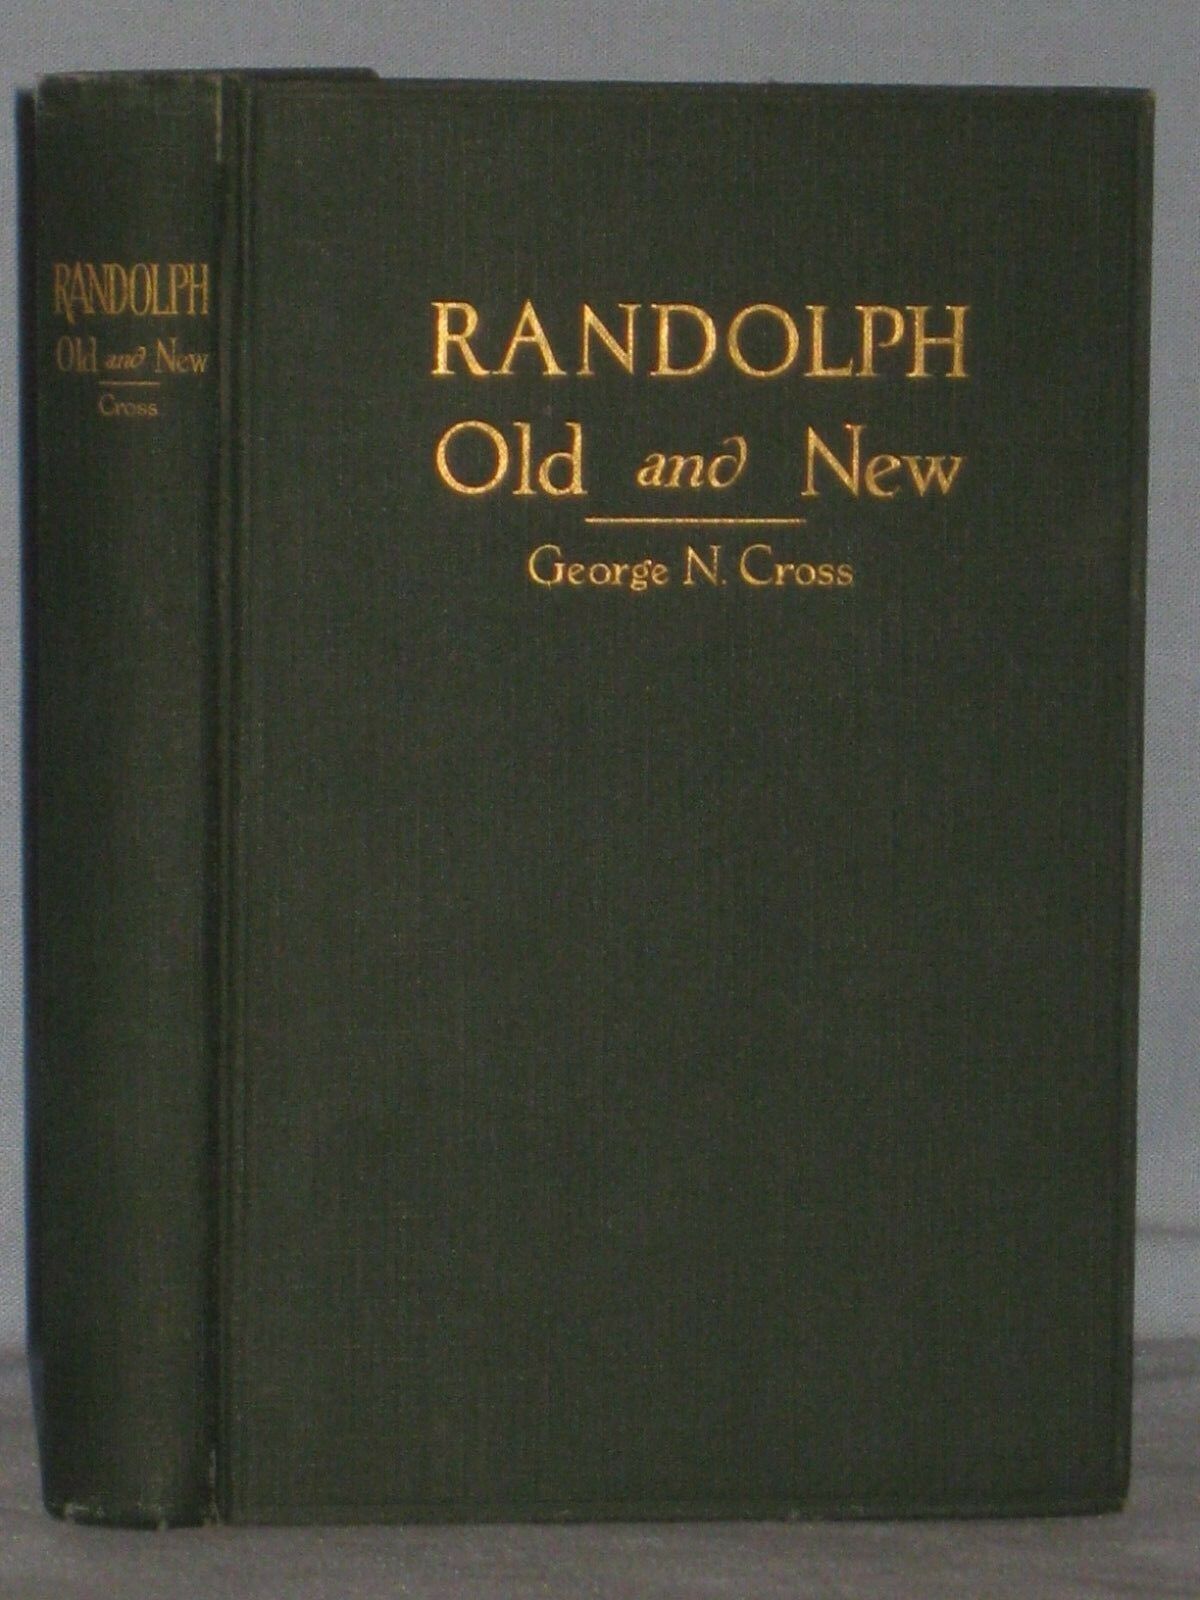 RANDOLPH
Old and New
Cross
RANDOLPH
Old and New
George N. Cross